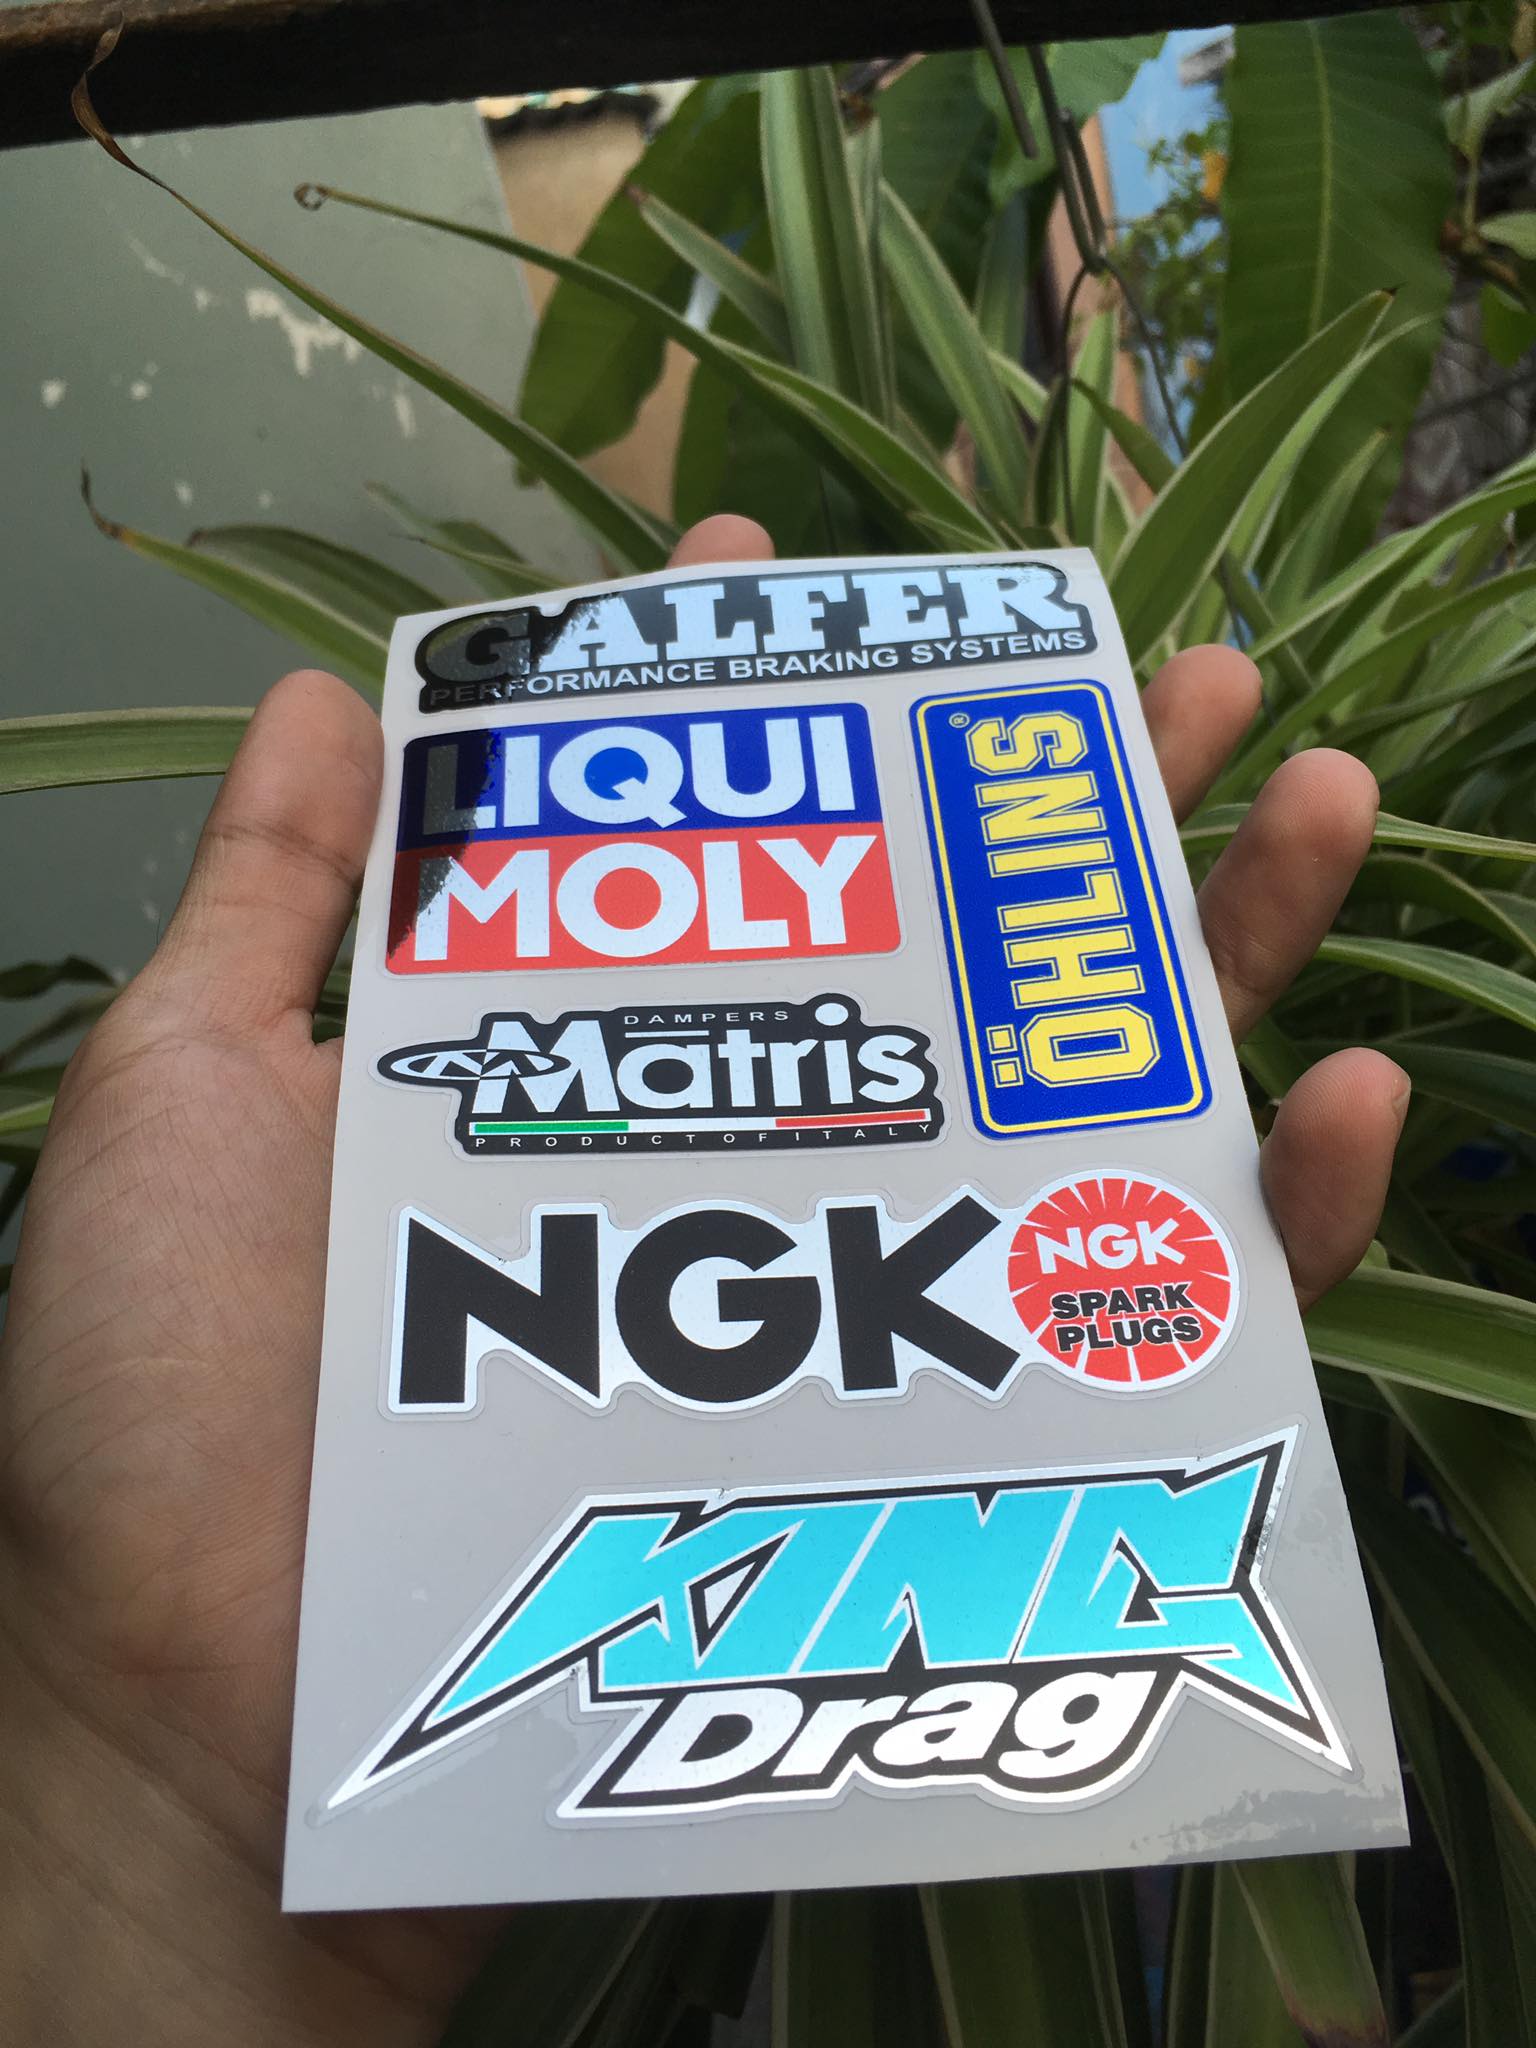 GALFER
PERFORMANCE BRAKING SYSTEMS
LIQUI
MOLY
ÖHLINS®
DAMPERS
Matris
PRODUCT OF ITALY
NGK
NGK
SPARK
PLUGS
KING
Drag